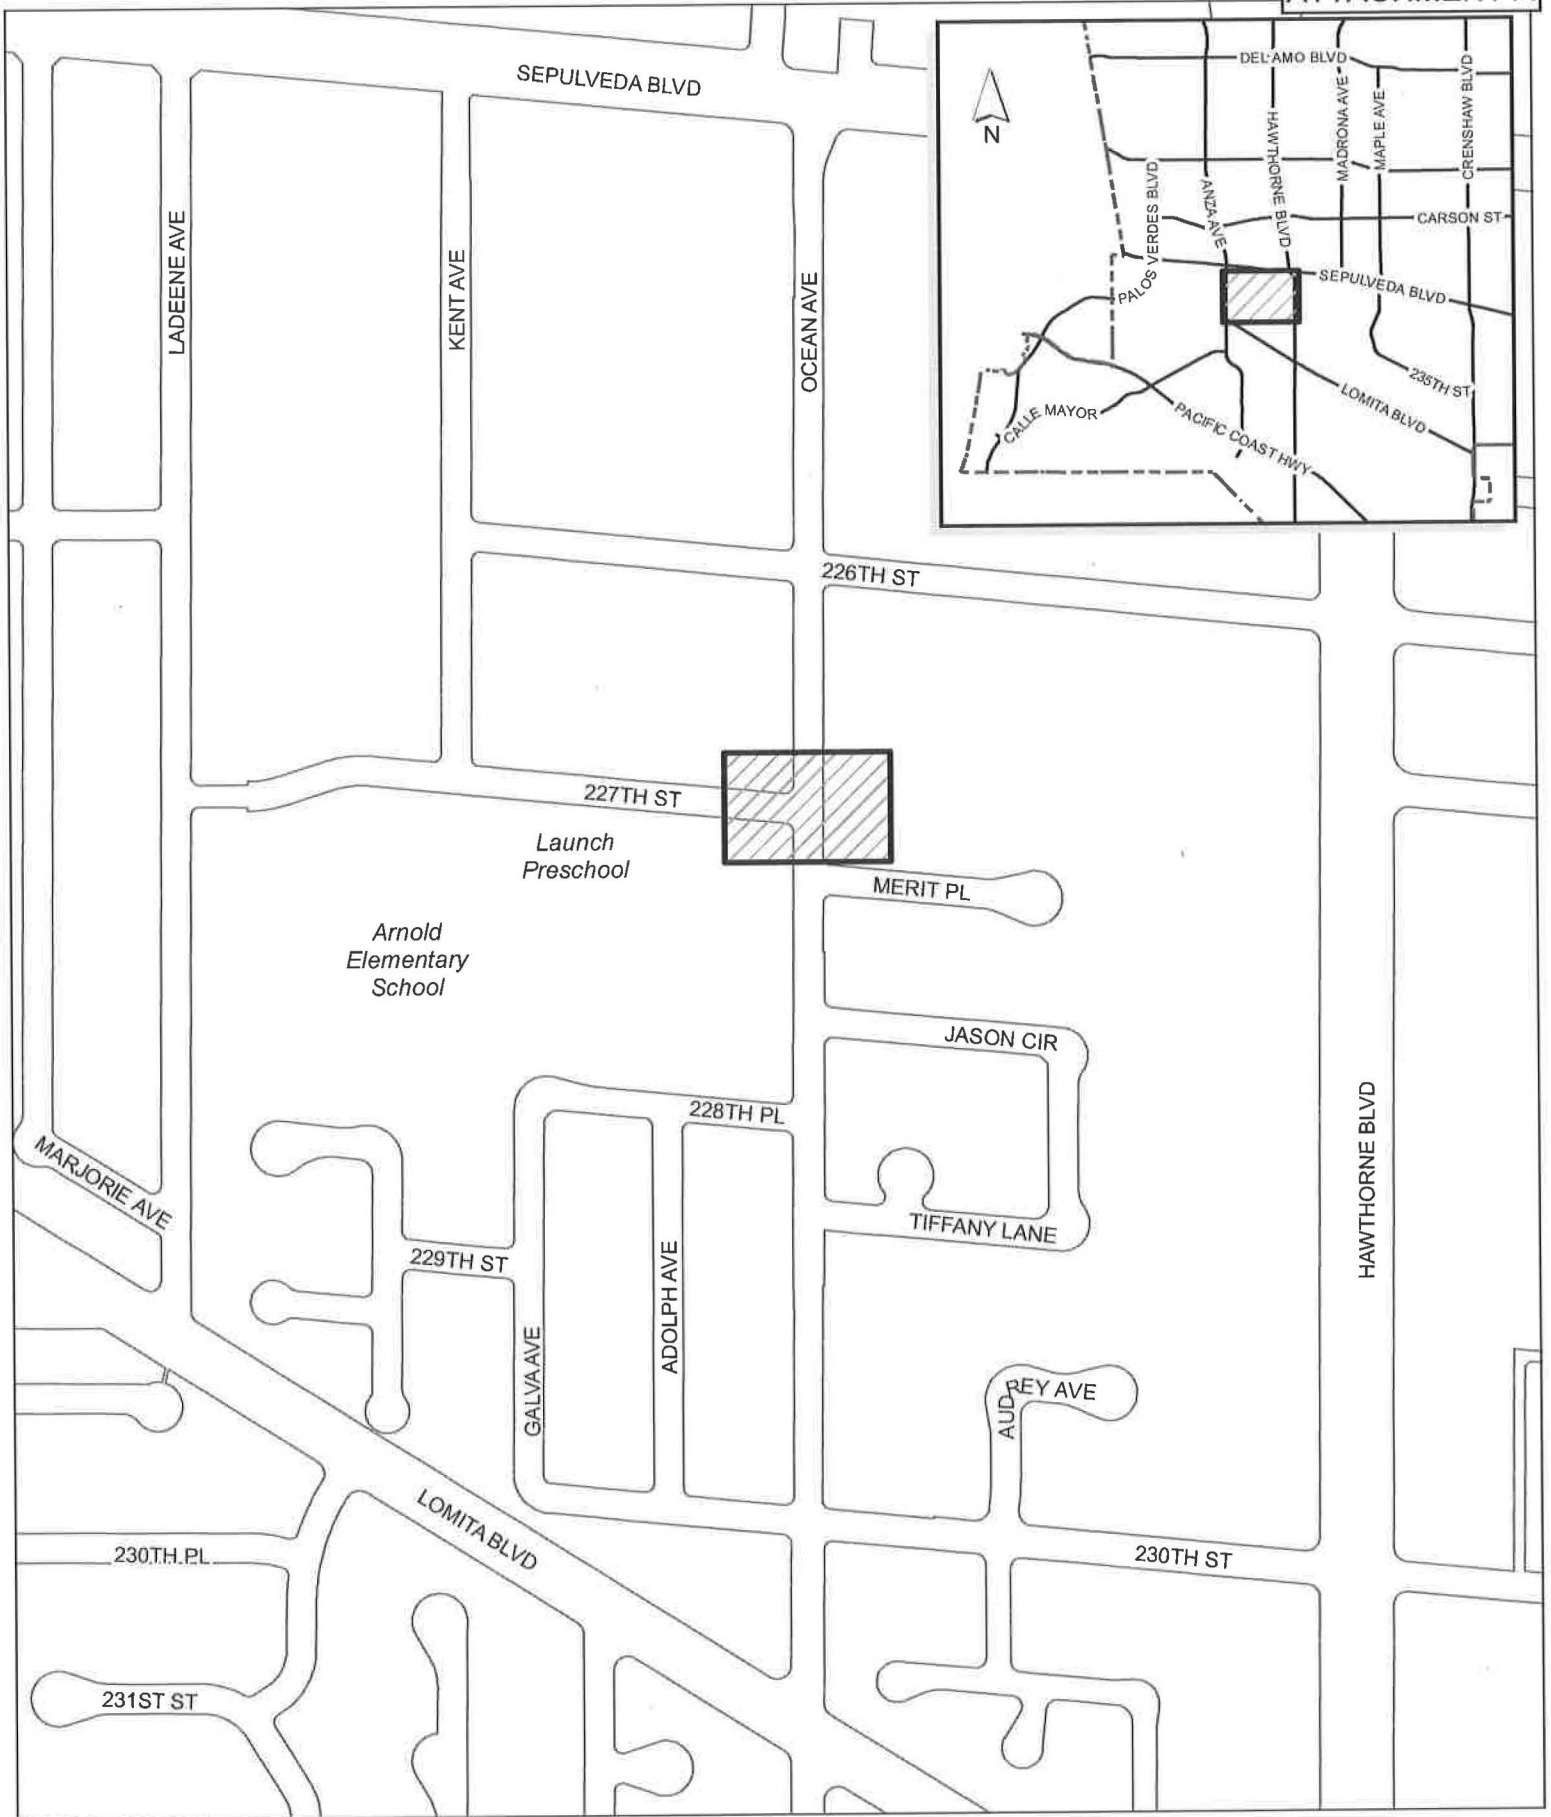 SEPULVEDA BLVD
LADEENE AVE
KENT AVE
OCEAN AVE
N
DEL AMO BLVD
PALOS VERDES BLVD
ANZA AVE
HAWTHORNE BLVD
MADRONA AVE
MAPLE AVE
CRENSHAW BLVD
CARSON ST
SEPULVEDA BLVD
235TH ST
LOMITA BLVD
CALLE MAYOR
PACIFIC COAST HWY
226TH ST
227TH ST
Launch
Preschool
MERIT PL
Arnold
Elementary
School
JASON CIR
228TH PL
MARJORIE AVE
TIFFANY LANE
229TH ST
ADOLPH AVE
HAWTHORNE BLVD
GALVA AVE
AUDREY AVE
LOMITA BLVD
230TH PL
230TH ST
231ST ST